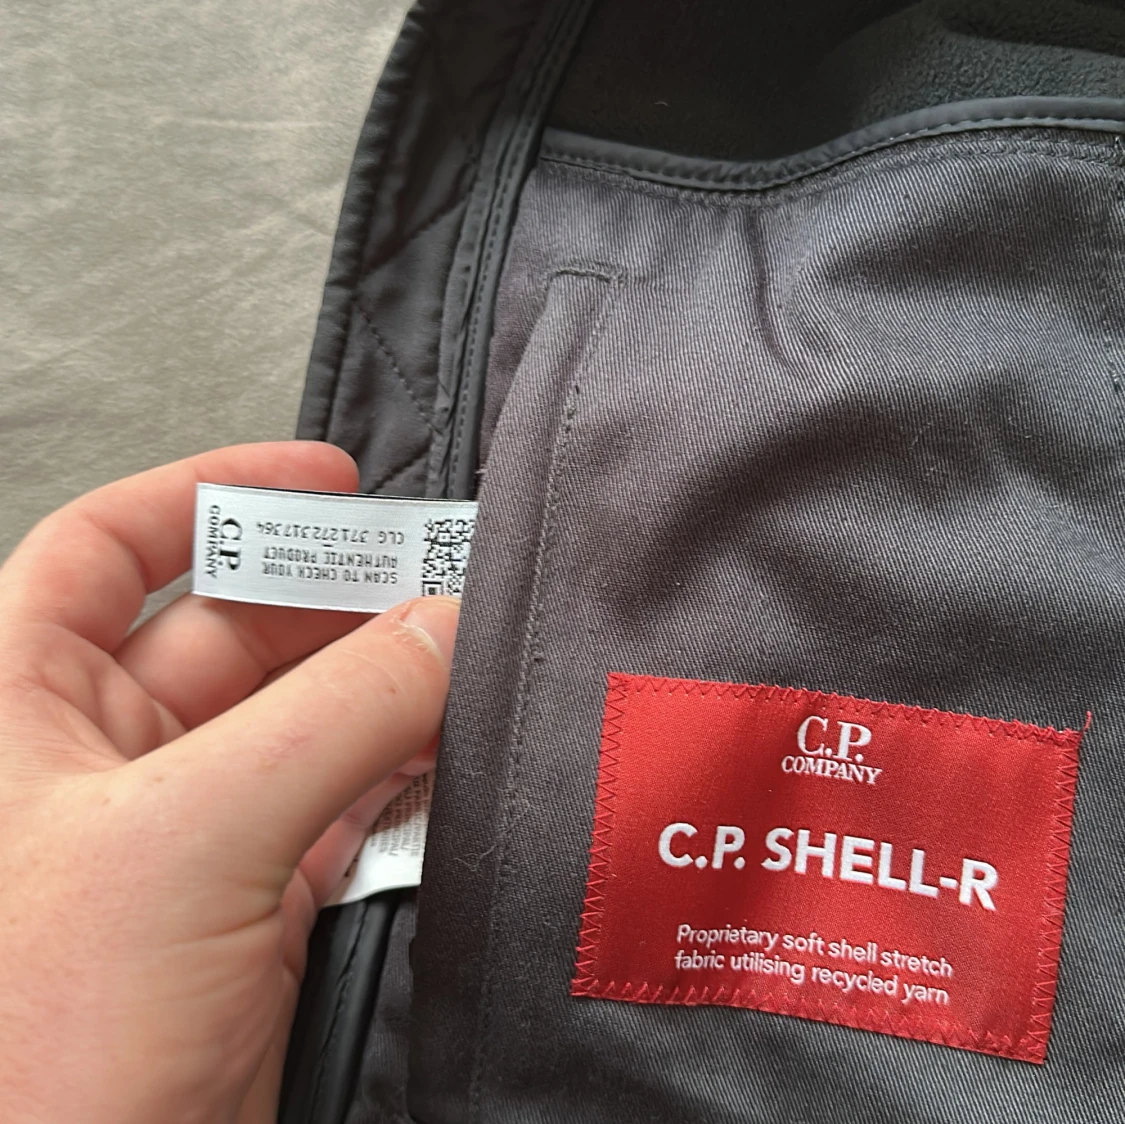 C.P.
COMPANY
CLG 371272317364
SCAN TO CHECK YOUR
AUTHENTIC PRODUCT
C.P.
COMPANY
C.P. SHELL-R
Proprietary soft shell stretch
fabric utilising recycled yarn